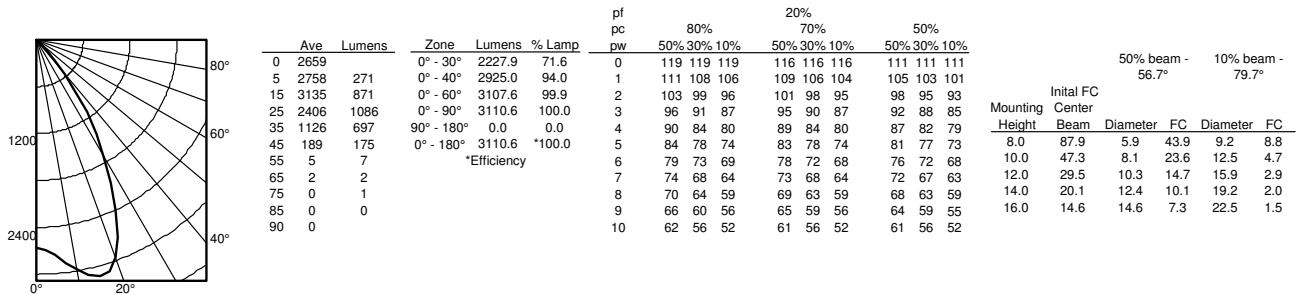 80°
60°
40°
1200
2400
0° 20°
Ave Lumens
0 2659
5 2758 271
15 3135 871
25 2406 1086
35 1126 697
45 189 175
55 5 7
65 2 2
75 0 1
85 0 0
90 0
Zone Lumens % Lamp
0° - 30° 2227.9 71.6
0° - 40° 2925.0 94.0
0° - 60° 3107.6 99.9
0° - 90° 3110.6 100.0
90° - 180° 0.0 0.0
0° - 180° 3110.6 *100.0
*Efficiency
pf 20%
pc 80% 70% 50%
pw 50% 30% 10% 50% 30% 10% 50% 30% 10%
0 119 119 119 116 116 116 111 111 111
1 111 108 106 109 106 104 105 103 101
2 103 99 96 101 98 95 98 95 93
3 96 91 87 95 90 87 92 88 85
4 90 84 80 89 84 80 87 82 79
5 84 78 74 83 78 74 81 77 73
6 79 73 69 78 72 68 76 72 68
7 74 68 64 73 68 64 72 67 63
8 70 64 59 69 63 59 68 63 59
9 66 60 56 65 59 56 64 59 55
10 62 56 52 61 56 52 61 56 52
50% beam - 10% beam -
56.7° 79.7°
Inital FC
Mounting Center
Height Beam Diameter FC Diameter FC
8.0 87.9 5.9 43.9 9.2 8.8
10.0 47.3 8.1 23.6 12.5 4.7
12.0 29.5 10.3 14.7 15.9 2.9
14.0 20.1 12.4 10.1 19.2 2.0
16.0 14.6 14.6 7.3 22.5 1.5